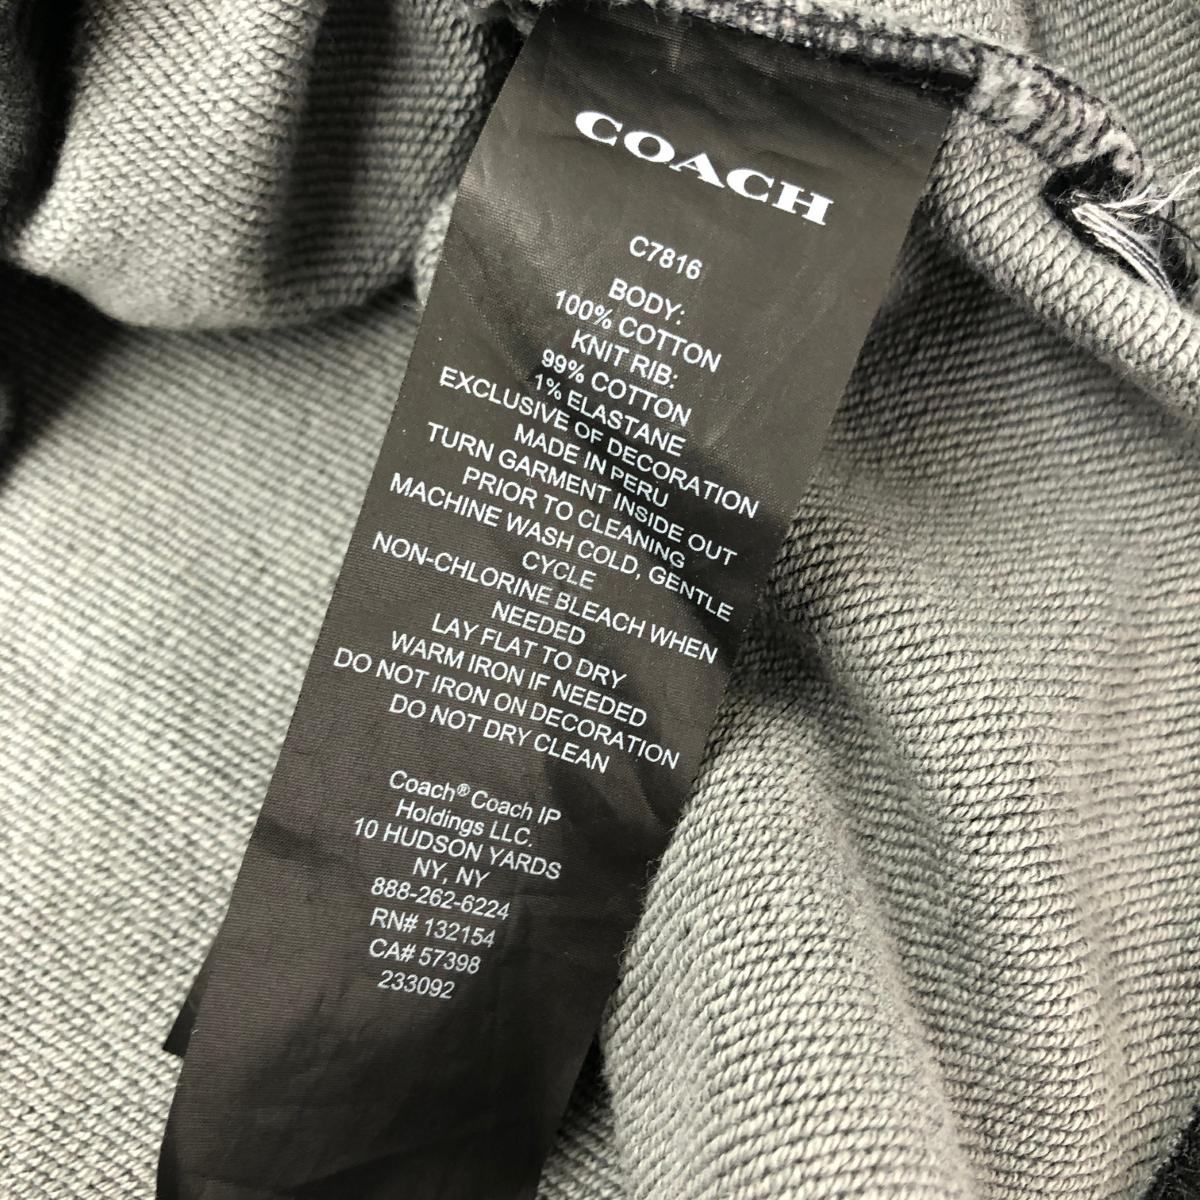 COACH
C7816
BODY:
100% COTTON
KNIT RIB:
99% COTTON
1% ELASTANE
EXCLUSIVE OF DECORATION
MADE IN PERU
TURN GARMENT INSIDE OUT
PRIOR TO CLEANING
MACHINE WASH COLD, GENTLE
CYCLE
NON-CHLORINE BLEACH WHEN
NEEDED
LAY FLAT TO DRY
WARM IRON IF NEEDED
DO NOT IRON ON DECORATION
DO NOT DRY CLEAN
Coach® Coach IP
Holdings LLC.
10 HUDSON YARDS
NY, NY
888-262-6224
RN# 132154
CA# 57398
233092